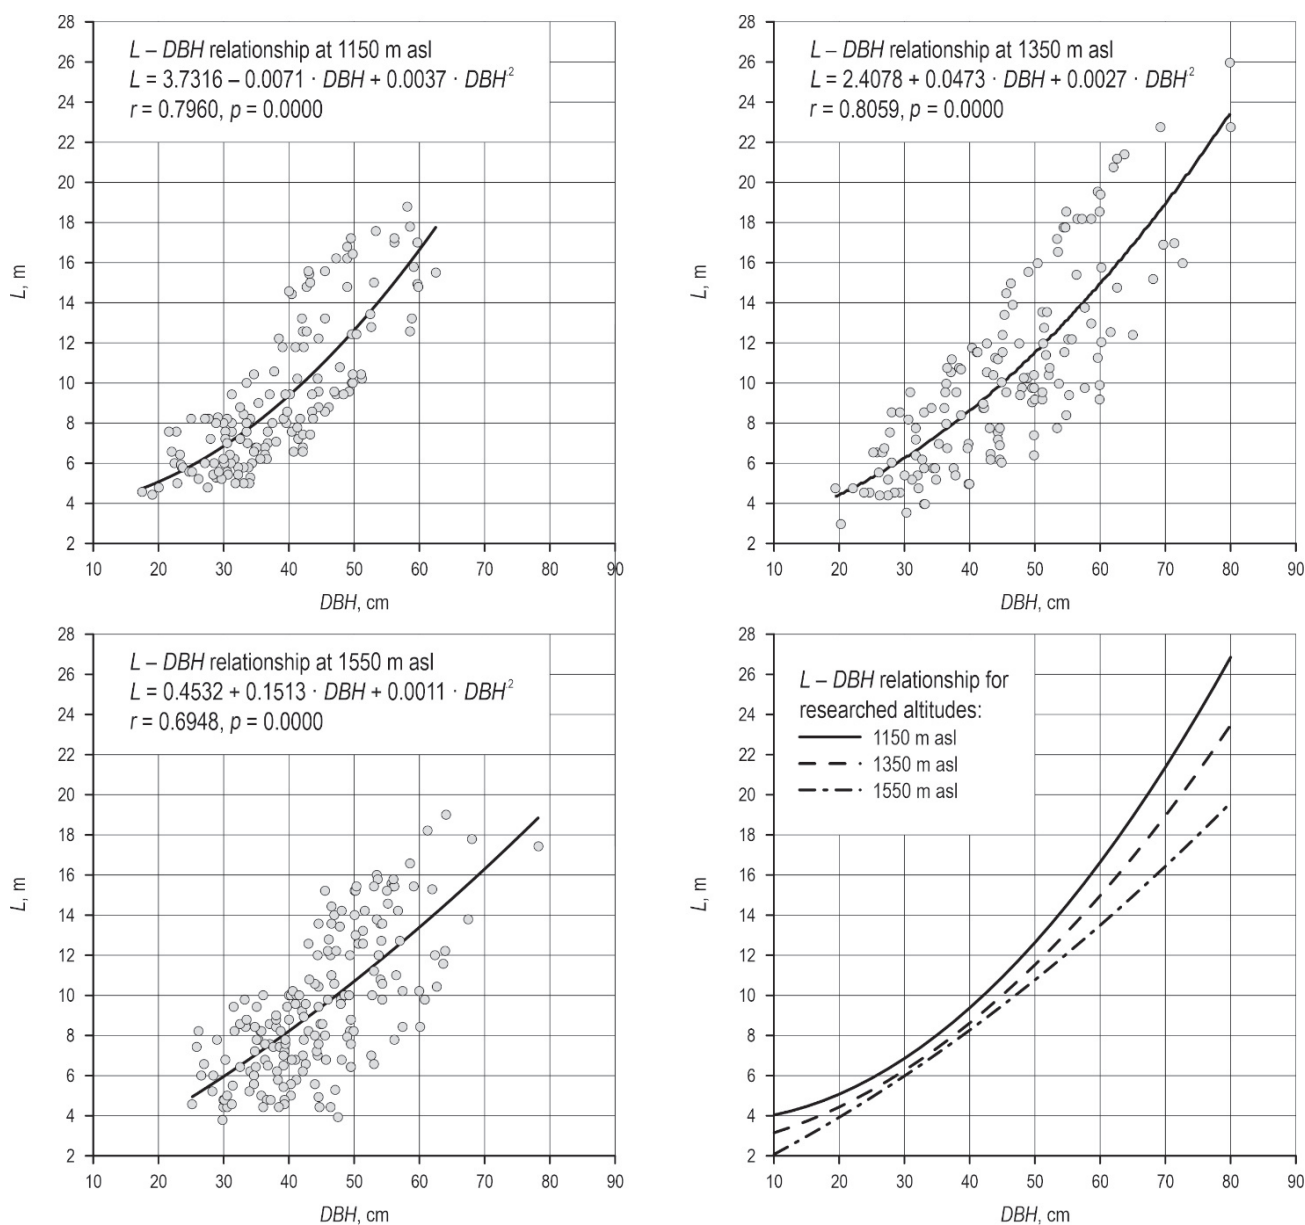 L – DBH relationship at 1150 m asl
L = 3.7316 – 0.0071 · DBH + 0.0037 · DBH²
r = 0.7960, p = 0.0000
28
26
24
22
20
18
16
14
12
10
8
6
4
2
L, m
10 20 30 40 50 60 70 80 90
DBH, cm
L – DBH relationship at 1350 m asl
L = 2.4078 + 0.0473 · DBH + 0.0027 · DBH²
r = 0.8059, p = 0.0000
28
26
24
22
20
18
16
14
12
10
8
6
4
2
L, m
10 20 30 40 50 60 70 80 90
DBH, cm
L – DBH relationship at 1550 m asl
L = 0.4532 + 0.1513 · DBH + 0.0011 · DBH²
r = 0.6948, p = 0.0000
28
26
24
22
20
18
16
14
12
10
8
6
4
2
L, m
10 20 30 40 50 60 70 80 90
DBH, cm
L – DBH relationship for
researched altitudes:
1150 m asl
1350 m asl
1550 m asl
28
26
24
22
20
18
16
14
12
10
8
6
4
2
L, m
10 20 30 40 50 60 70 80 90
DBH, cm